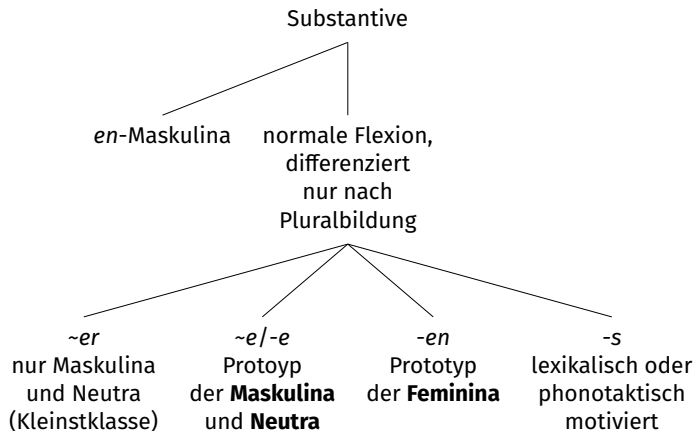 Substantive
en-Maskulina
normale Flexion,
differenziert
nur nach
Pluralbildung
~er
nur Maskulina
und Neutra
(Kleinstklasse)
~e/-e
Protoyp
der Maskulina
und Neutra
-en
Prototyp
der Feminina
-s
lexikalisch oder
phonotaktisch
motiviert